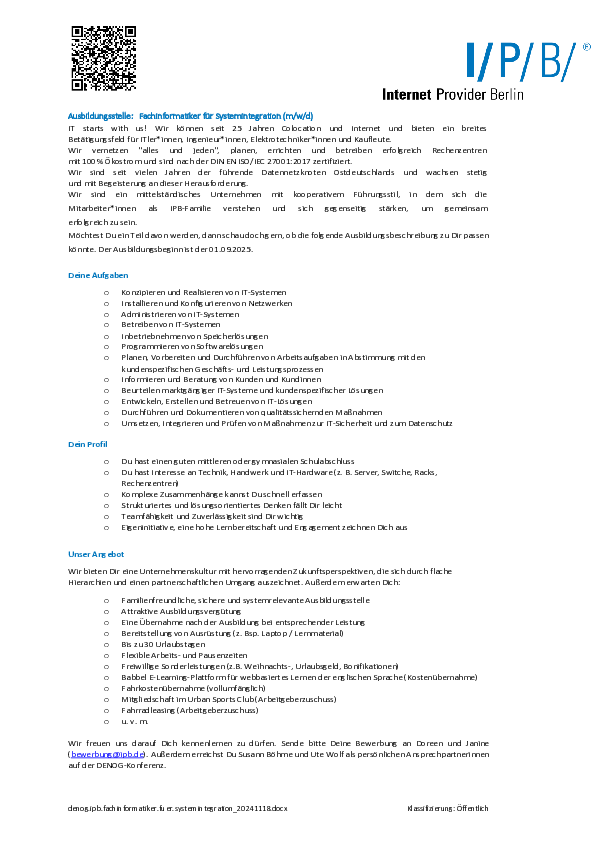 I/P/B/®
Internet Provider Berlin
Ausbildungsstelle: Fachinformatiker für Systemintegration (m/w/d)
IT starts with us! Wir können seit 25 Jahren Colocation und Internet und bieten ein breites
Betätigungsfeld für ITler*innen, Ingenieur*innen, Elektrotechniker*innen und Kaufleute.
Wir vernetzen "alles und jeden", planen, errichten und betreiben erfolgreich Rechenzentren
mit 100% Ökostrom und sind nach der DIN EN ISO/IEC 27001:2017 zertifiziert.
Wir sind seit vielen Jahren der führende Datennetzknoten Ostdeutschlands und wachsen stetig
und mit Begeisterung an dieser Herausforderung.
Wir sind ein mittelständisches Unternehmen mit kooperativem Führungsstil, in dem sich die
Mitarbeiter*innen als IPB-Familie verstehen und sich gegenseitig stärken, um gemeinsam
erfolgreich zu sein.
Möchtest Du ein Teil davon werden, dann schau doch gern, ob die folgende Ausbildungsbeschreibung zu Dir passen
könnte. Der Ausbildungsbeginn ist der 01.09.2025.
Deine Aufgaben
o Konzipieren und Realisieren von IT-Systemen
o Installieren und Konfigurieren von Netzwerken
o Administrieren von IT-Systemen
o Betreiben von IT-Systemen
o Inbetriebnehmen von Speicherlösungen
o Programmieren von Softwarelösungen
o Planen, Vorbereiten und Durchführen von Arbeitsaufgaben in Abstimmung mit den
kundenspezifischen Geschäfts- und Leistungsprozessen
o Informieren und Beratung von Kunden und Kundinnen
o Beurteilen marktgängiger IT-Systeme und kundenspezifischer Lösungen
o Entwickeln, Erstellen und Betreuen von IT-Lösungen
o Durchführen und Dokumentieren von qualitätssichernden Maßnahmen
o Umsetzen, Integrieren und Prüfen von Maßnahmen zur IT-Sicherheit und zum Datenschutz
Dein Profil
o Du hast einen guten mittleren oder gymnasialen Schulabschluss
o Du hast Interesse an Technik, Handwerk und IT-Hardware (z. B. Server, Switche, Racks,
Rechenzentren)
o Komplexe Zusammenhänge kannst Du schnell erfassen
o Strukturiertes und lösungsorientiertes Denken fällt Dir leicht
o Teamfähigkeit und Zuverlässigkeit sind Dir wichtig
o Eigeninitiative, eine hohe Lernbereitschaft und Engagement zeichnen Dich aus
Unser Angebot
Wir bieten Dir eine Unternehmenskultur mit hervorragenden Zukunftsperspektiven, die sich durch flache
Hierarchien und einen partnerschaftlichen Umgang auszeichnet. Außerdem erwarten Dich:
o Familienfreundliche, sichere und systemrelevante Ausbildungsstelle
o Attraktive Ausbildungsvergütung
o Eine Übernahme nach der Ausbildung bei entsprechender Leistung
o Bereitstellung von Ausrüstung (z. Bsp. Laptop / Lernmaterial)
o Bis zu 30 Urlaubstagen
o Flexible Arbeits- und Pausenzeiten
o Freiwillige Sonderleistungen (z.B. Weihnachts-, Urlaubsgeld, Bonifikationen)
o Babbel E-Learning-Plattform für webbasiertes Lernen der englischen Sprache (Kostenübernahme)
o Fahrkostenübernahme (vollumfänglich)
o Mitgliedschaft im Urban Sports Club (Arbeitgeberzuschuss)
o Fahrradleasing (Arbeitgeberzuschuss)
o u. v. m.
Wir freuen uns darauf Dich kennenlernen zu dürfen. Sende bitte Deine Bewerbung an Doreen und Janine
(bewerbung@ipb.de). Außerdem erreichst Du Susann Böhme und Ute Wolf als persönlichen Ansprechpartnerinnen
auf der DENOG-Konferenz.
denog.ipb.fachinformatiker.fuer.systemintegration_20241118.docx Klassifizierung: Öffentlich